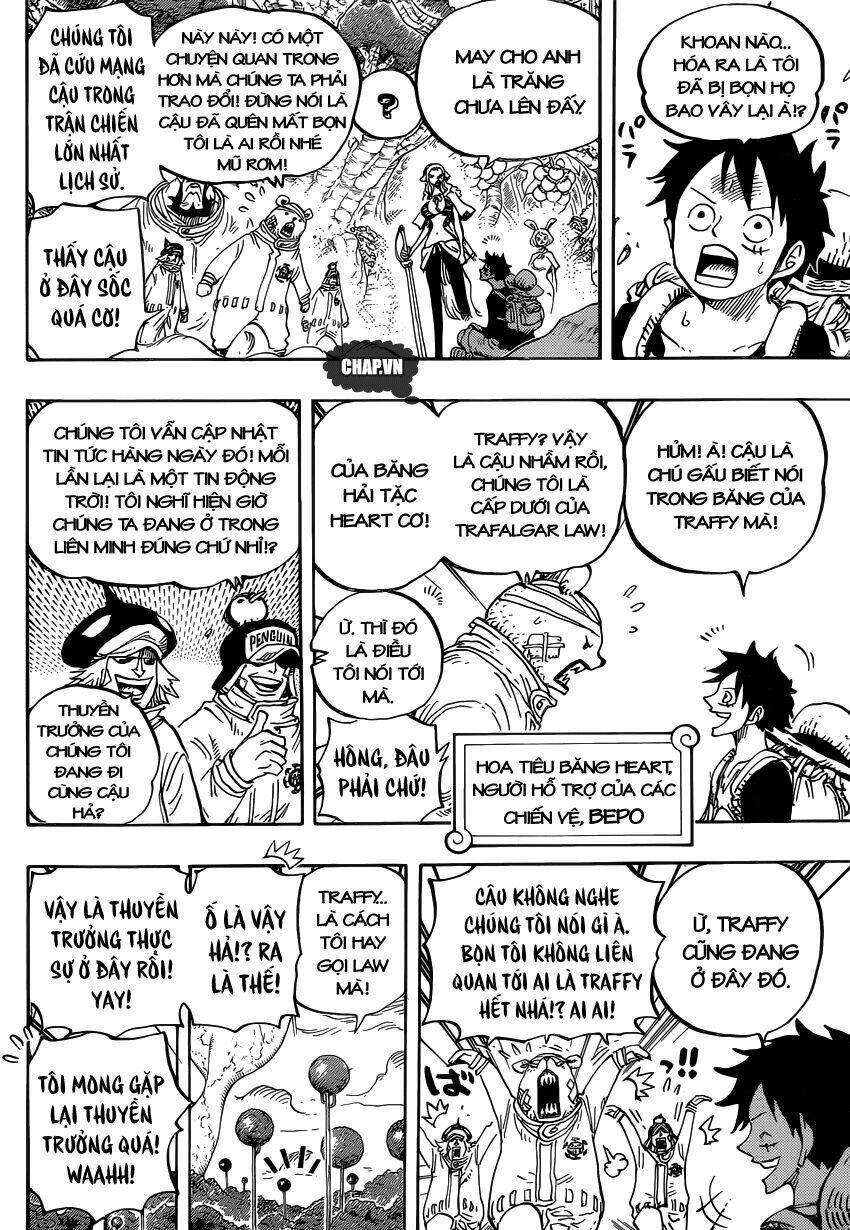 KHOAN NÀO...
HÓA RA LÀ TÔI
ĐÃ BỊ BỌN HỌ
BAO VÂY LẠI À!?
MAY CHO ANH
LÀ TRĂNG
CHƯA LÊN ĐẤY.
?
NÀY NÀY! CÓ MỘT
CHUYỆN QUAN TRONG
HƠN MÀ CHÚNG TA PHẢI
TRAO ĐỔI! ĐỪNG NÓI LÀ
CẬU ĐÃ QUÊN MẤT BỌN
TÔI LÀ AI RỒI NHÉ
MŨ RƠM!
CHÚNG TÔI
ĐÃ CỨU MẠNG
CẬU TRONG
TRẬN CHIẾN
LỚN NHẤT
LỊCH SỬ.
THẤY CẬU
Ở ĐÂY SỐC
QUÁ CƠ!
CHAP.VN
HỬM! À! CẬU LÀ
CHÚ GẤU BIẾT NÓI
TRONG BĂNG CỦA
TRAFFY MÀ!
TRAFFY? VẬY
LÀ CẬU NHẦM RỒI,
CHÚNG TÔI LÀ
CẤP DƯỚI CỦA
TRAFALGAR LAW!
CỦA BĂNG
HẢI TẶC
HEART CƠ!
Ừ. THÌ ĐÓ
LÀ ĐIỀU
TÔI NÓI TỚI
MÀ.
HÔNG, ĐÂU
PHẢI CHỨ!
HOA TIÊU BĂNG HEART,
NGƯỜI HỖ TRỢ CỦA CÁC
CHIẾN VỆ, BEPO
CHÚNG TÔI VẪN CẬP NHẬT
TIN TỨC HÀNG NGÀY ĐÓ! MỖI
LẦN LẠI LÀ MỘT TIN ĐỘNG
TRỜI! TÔI NGHĨ HIỆN GIỜ
CHÚNG TA ĐANG Ở TRONG
LIÊN MINH ĐÚNG CHỨ NHỈ!?
PENGUIN
THUYỀN
TRƯỞNG CỦA
CHÚNG TÔI
ĐANG ĐI
CÙNG CẬU
HẢ?
Ừ, TRAFFY
CŨNG ĐANG
Ở ĐÂY ĐÓ.
CÂU KHÔNG NGHE
CHÚNG TÔI NÓI GÌ À.
BỌN TÔI KHÔNG LIÊN
QUAN TỚI AI LÀ TRAFFY
HẾT NHÁ!? AI AI!
ば
!!
TRAFFY...
LÀ CÁCH
TÔI HAY
GỌI LAW
MÀ!
Ố LÀ VẬY
HẢ!? RA
LÀ THẾ!
VẬY LÀ THUYỀN
TRƯỞNG THỰC
SỰ Ở ĐÂY RỒI!
YAY!
TÔI MONG GẶP
LẠI THUYỀN
TRƯỞNG QUÁ!
WAAHH!